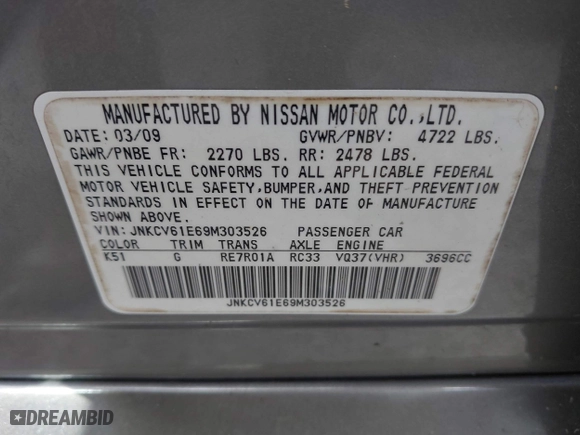 MANUFACTURED BY NISSAN MOTOR CO.,LTD.
DATE: 03/09 GVWR/PNBV: 4722 LBS.
GAWR/PNBE FR: 2270 LBS. RR: 2478 LBS.
THIS VEHICLE CONFORMS TO ALL APPLICABLE FEDERAL
MOTOR VEHICLE SAFETY,BUMPER,AND THEFT PREVENTION
STANDARDS IN EFFECT ON THE DATE OF MANUFACTURE
SHOWN ABOVE.
VIN: JNKCV61E69M303526 PASSENGER CAR
COLOR TRIM TRANS AXLE ENGINE
K51 G RE7R01A RC33 VQ37(VHR) 3696CC
JNKCV61E69M303526
DREAMBID